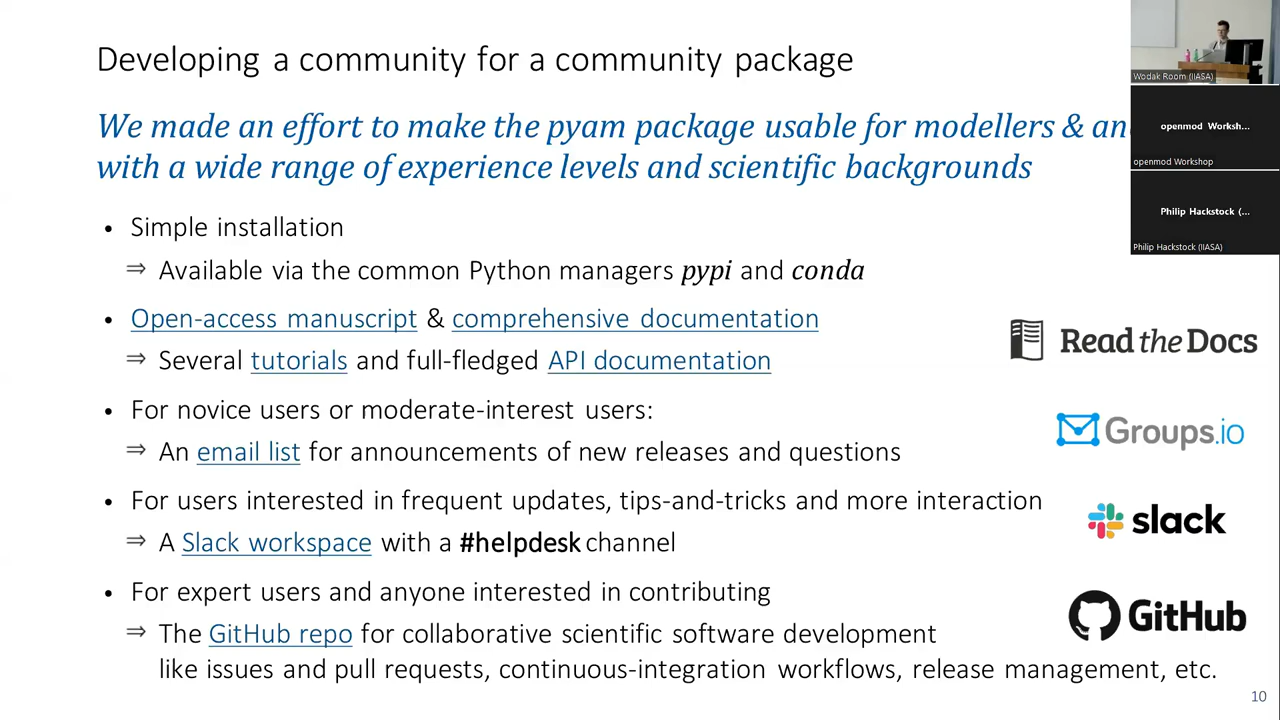 Developing a community for a community package
We made an effort to make the pyam package usable for modellers &
with a wide range of experience levels and scientific backgrounds
• Simple installation
⇒ Available via the common Python managers pypi and conda
• Open-access manuscript & comprehensive documentation
⇒ Several tutorials and full-fledged API documentation
• For novice users or moderate-interest users:
⇒ An email list for announcements of new releases and questions
• For users interested in frequent updates, tips-and-tricks and more interaction
⇒ A Slack workspace with a #helpdesk channel
• For expert users and anyone interested in contributing
⇒ The GitHub repo for collaborative scientific software development
like issues and pull requests, continuous-integration workflows, release management, etc.
Read the Docs
Groups.io
slack
GitHub
10
Wodak Room (IIASA)
openmod Worksh...
openmod Workshop
Philip Hackstock (...
Philip Hackstock (IIASA)